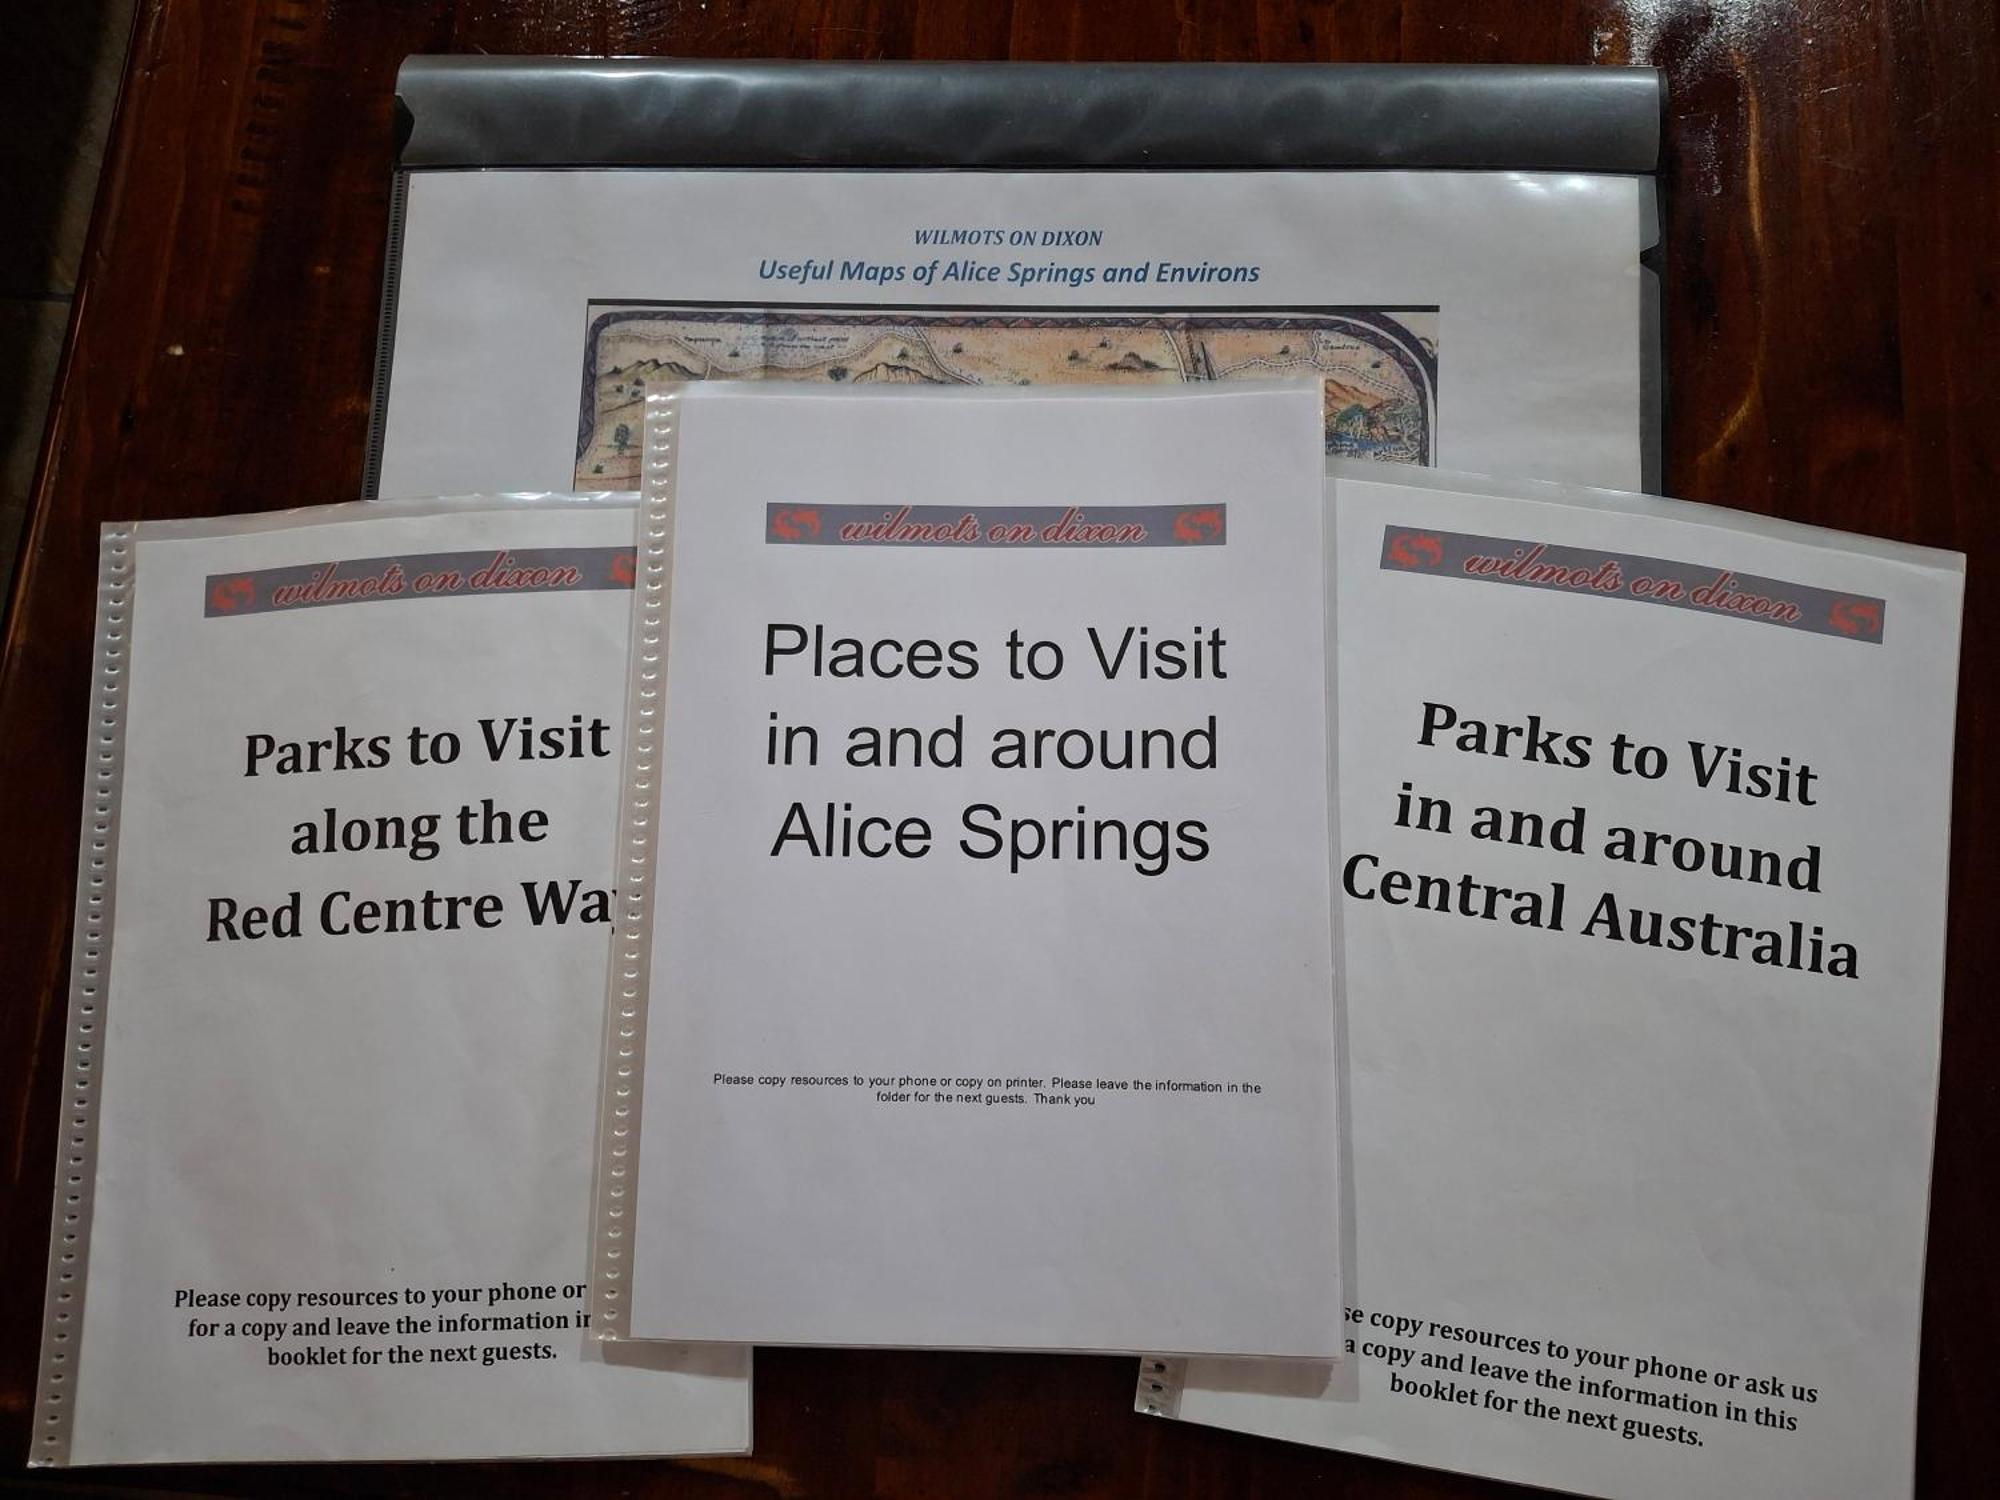 WILMOTS ON DIXON
Useful Maps of Alice Springs and Environs
wilmots on dixon
Parks to Visit
along the
Red Centre
Please copy resources to your phone or
for a copy and leave the information
booklet for the next guests.
wilmots on dixon
Places to Visit
in and around
Alice Springs
Please copy resources to your phone or copy on printer. Please leave the information in the
folder for the next guests. Thank you
wilmots on dixon
Parks to Visit
in and around
Central Australia
copy resources to your phone or ask us
a copy and leave the information in this
booklet for the next guests.